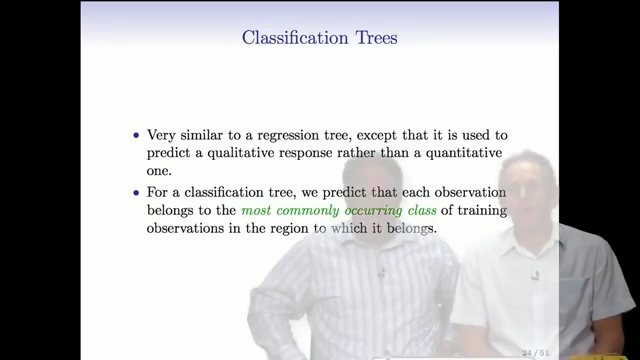 Classification Trees
• Very similar to a regression tree, except that it is used to
predict a qualitative response rather than a quantitative
one.
• For a classification tree, we predict that each observation
belongs to the most commonly occurring class of training
observations in the region to which it belongs.
24 / 51